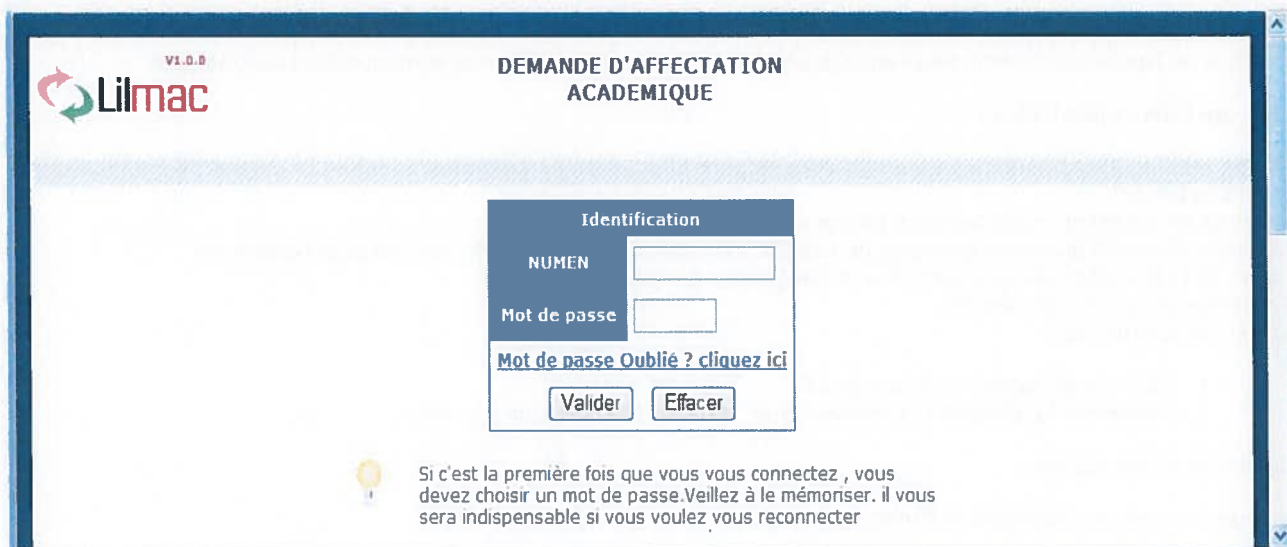 V1.0.0
Lilmac
DEMANDE D'AFFECTATION
ACADEMIQUE
Identification
NUMEN
Mot de passe
Mot de passe Oublié ? cliquez ici
Valider
Effacer
Si c'est la première fois que vous vous connectez , vous
devez choisir un mot de passe.Veillez à le mémoriser. il vous
sera indispensable si vous voulez vous reconnecter